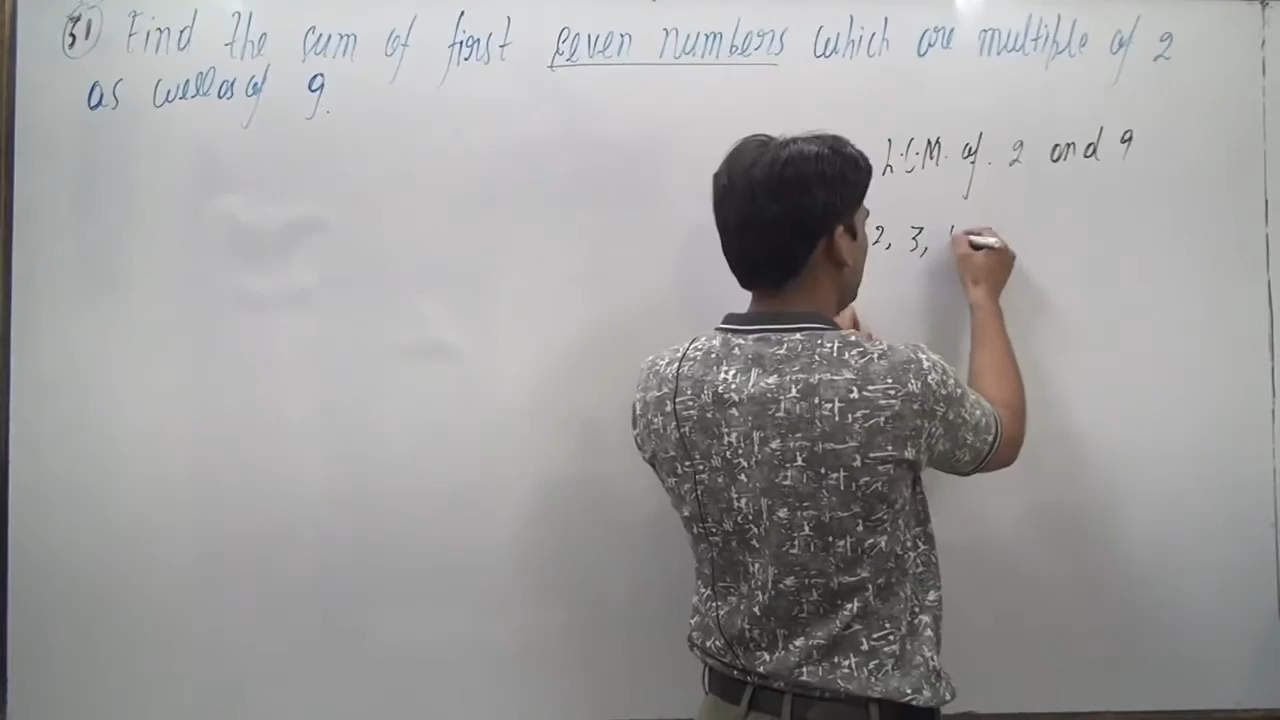 31 Find the sum of first seven numbers which are multiple of 2
as well as of 9.
L.C.M. of. 2 and 9
2, 3,